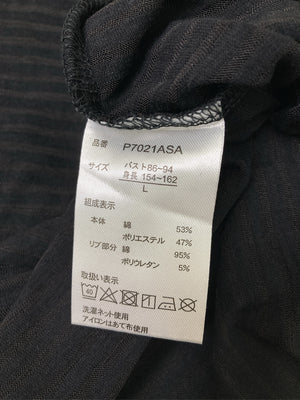 品番 P7021ASA
サイズ バスト86~94
身長 154~162
L
組成表示
本体 綿 53%
ポリエステル 47%
リブ部分 綿 95%
ポリウレタン 5%
取扱い表示
40
洗濯ネット使用
アイロンはあて布使用